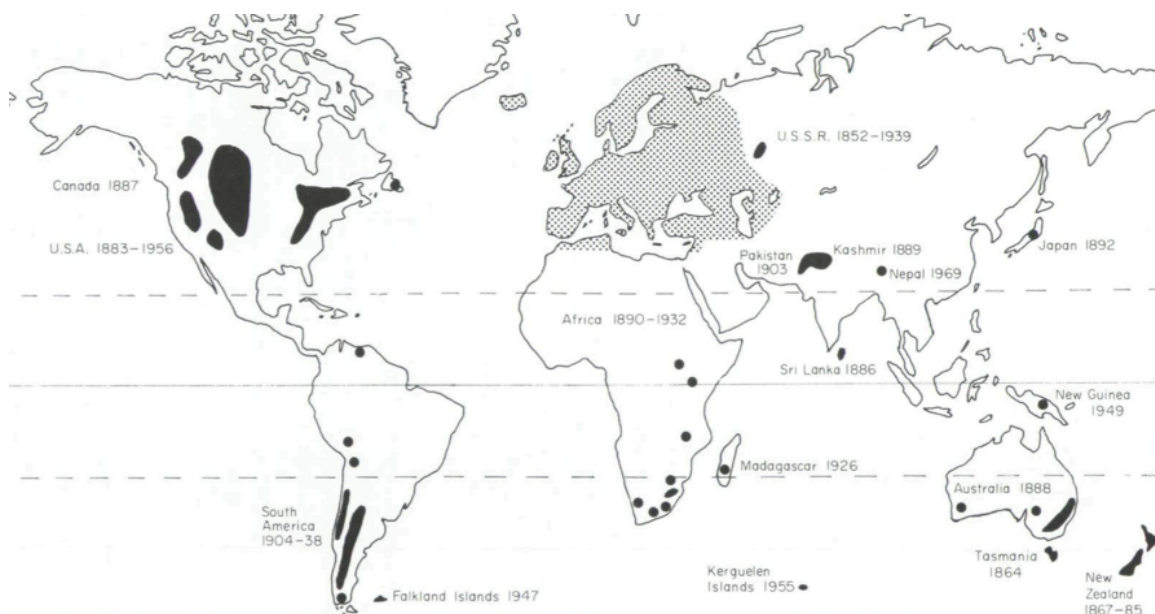 U.S.S.R. 1852–1939
Canada 1887
U.S.A. 1883–1956
Pakistan
1903
Kashmir 1889
Nepal 1969
Japan 1892
Africa 1890–1932
Sri Lanka 1886
New Guinea
1949
Madagascar 1926
Australia 1888
South
America
1904–38
Tasmania
1864
Kerguelen
Islands 1955
Falkland Islands 1947
New
Zealand
1867–85